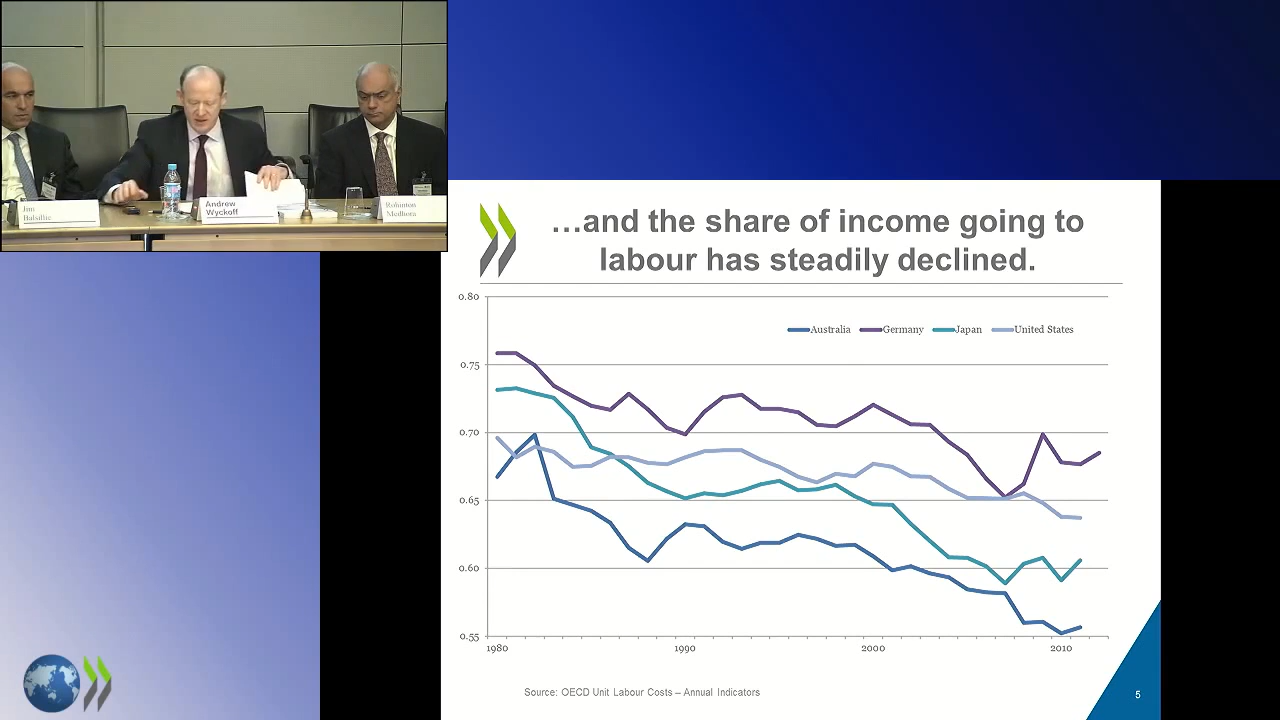 Jim
Balsillie
Andrew
Wyckoff
Rohinton
Medhora
…and the share of income going to
labour has steadily declined.
0.80
Australia Germany Japan United States
0.75
0.70
0.65
0.60
0.55
1980 1990 2000 2010
Source: OECD Unit Labour Costs – Annual Indicators
5